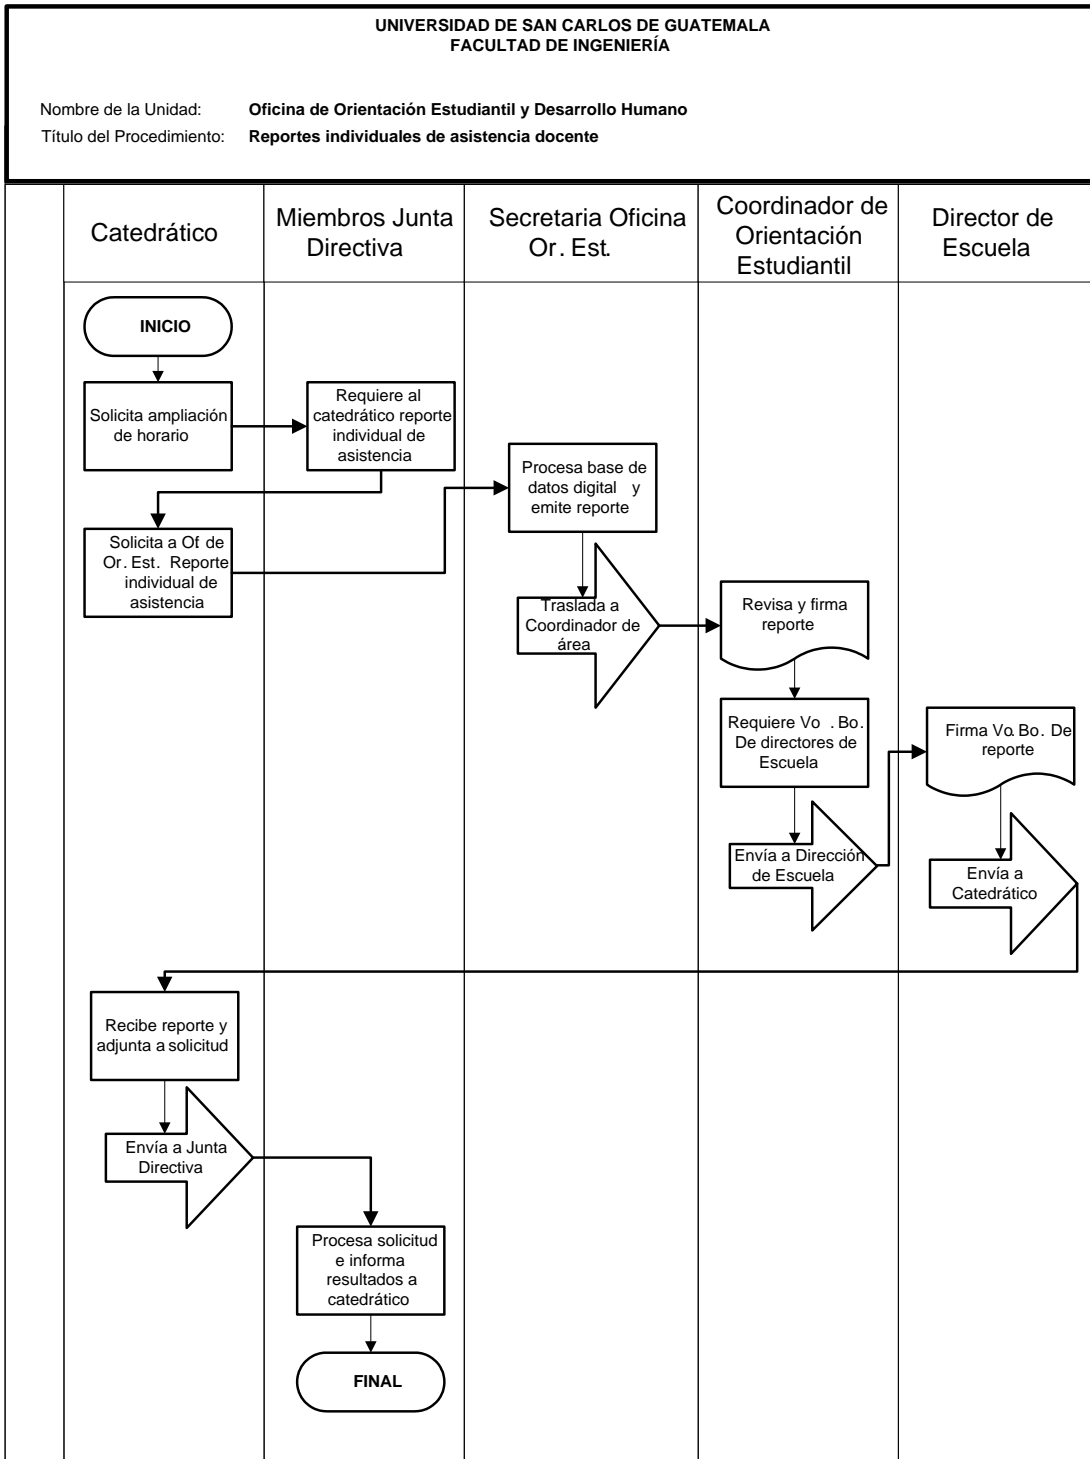 UNIVERSIDAD DE SAN CARLOS DE GUATEMALA
FACULTAD DE INGENIERÍA
Nombre de la Unidad: Oficina de Orientación Estudiantil y Desarrollo Humano
Título del Procedimiento: Reportes individuales de asistencia docente
Catedrático
Miembros Junta
Directiva
Secretaria Oficina
Or. Est.
Coordinador de
Orientación
Estudiantil
Director de
Escuela
INICIO
Solicita ampliación
de horario
Requiere al
catedrático reporte
individual de
asistencia
Solicita a Of de
Or. Est. Reporte
individual de
asistencia
Procesa base de
datos digital y
emite reporte
Traslada a
Coordinador de
área
Revisa y firma
reporte
Requiere Vo . Bo.
De directores de
Escuela
Envía a Dirección
de Escuela
Firma Vo. Bo. De
reporte
Envía a
Catedrático
Recibe reporte y
adjunta a solicitud
Envía a Junta
Directiva
Procesa solicitud
e informa
resultados a
catedrático
FINAL